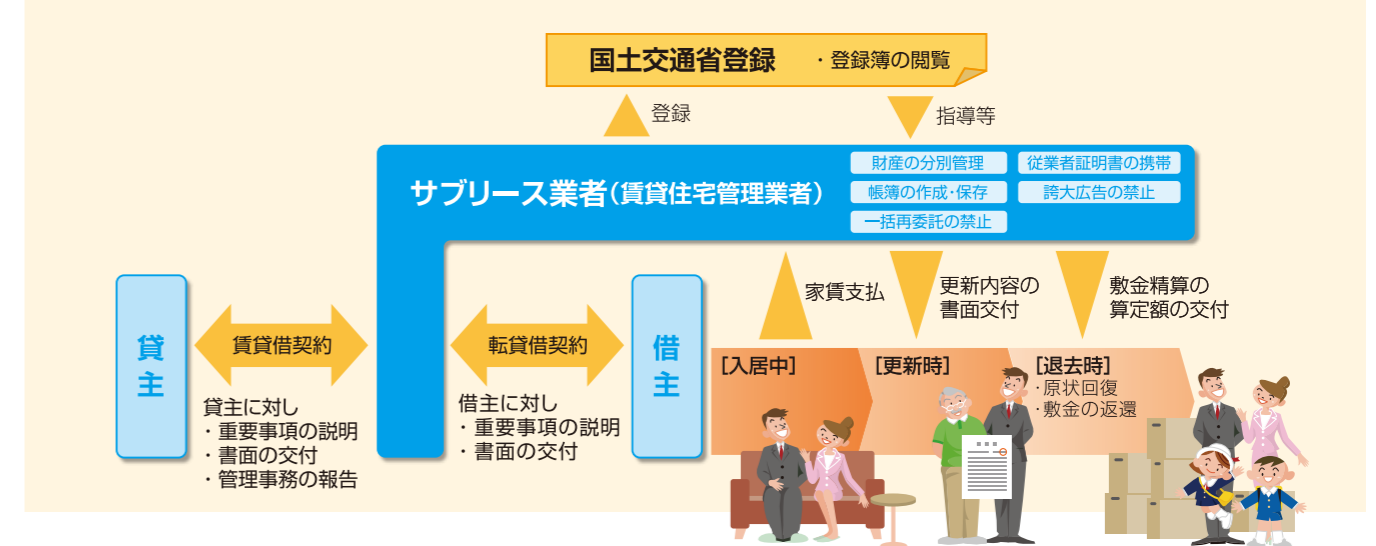 国土交通省登録 ・登録簿の閲覧
登録
指導等
サブリース業者(賃貸住宅管理業者)
財産の分別管理
従業者証明書の携帯
帳簿の作成・保存
誇大広告の禁止
一括再委託の禁止
貸主
賃貸借契約
貸主に対し
・重要事項の説明
・書面の交付
・管理事務の報告
転貸借契約
借主に対し
・重要事項の説明
・書面の交付
借主
家賃支払
更新内容の
書面交付
敷金精算の
算定額の交付
[入居中]
[更新時]
[退去時]
・原状回復
・敷金の返還